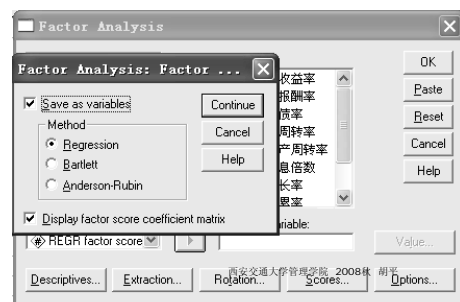 Factor Analysis
Factor Analysis: Factor ...
Save as variables
Method
Regression
Bartlett
Anderson-Rubin
Display factor score coefficient matrix
Continue
Cancel
Help
收益率
报酬率
债率
周转率
产周转率
息倍数
长率
累率
riable:
REGR factor score
OK
Paste
Reset
Cancel
Help
Value...
Descriptives...
Extraction...
Rotation...
Scores...
Options...
西安交通大学管理学院 2008秋 胡平